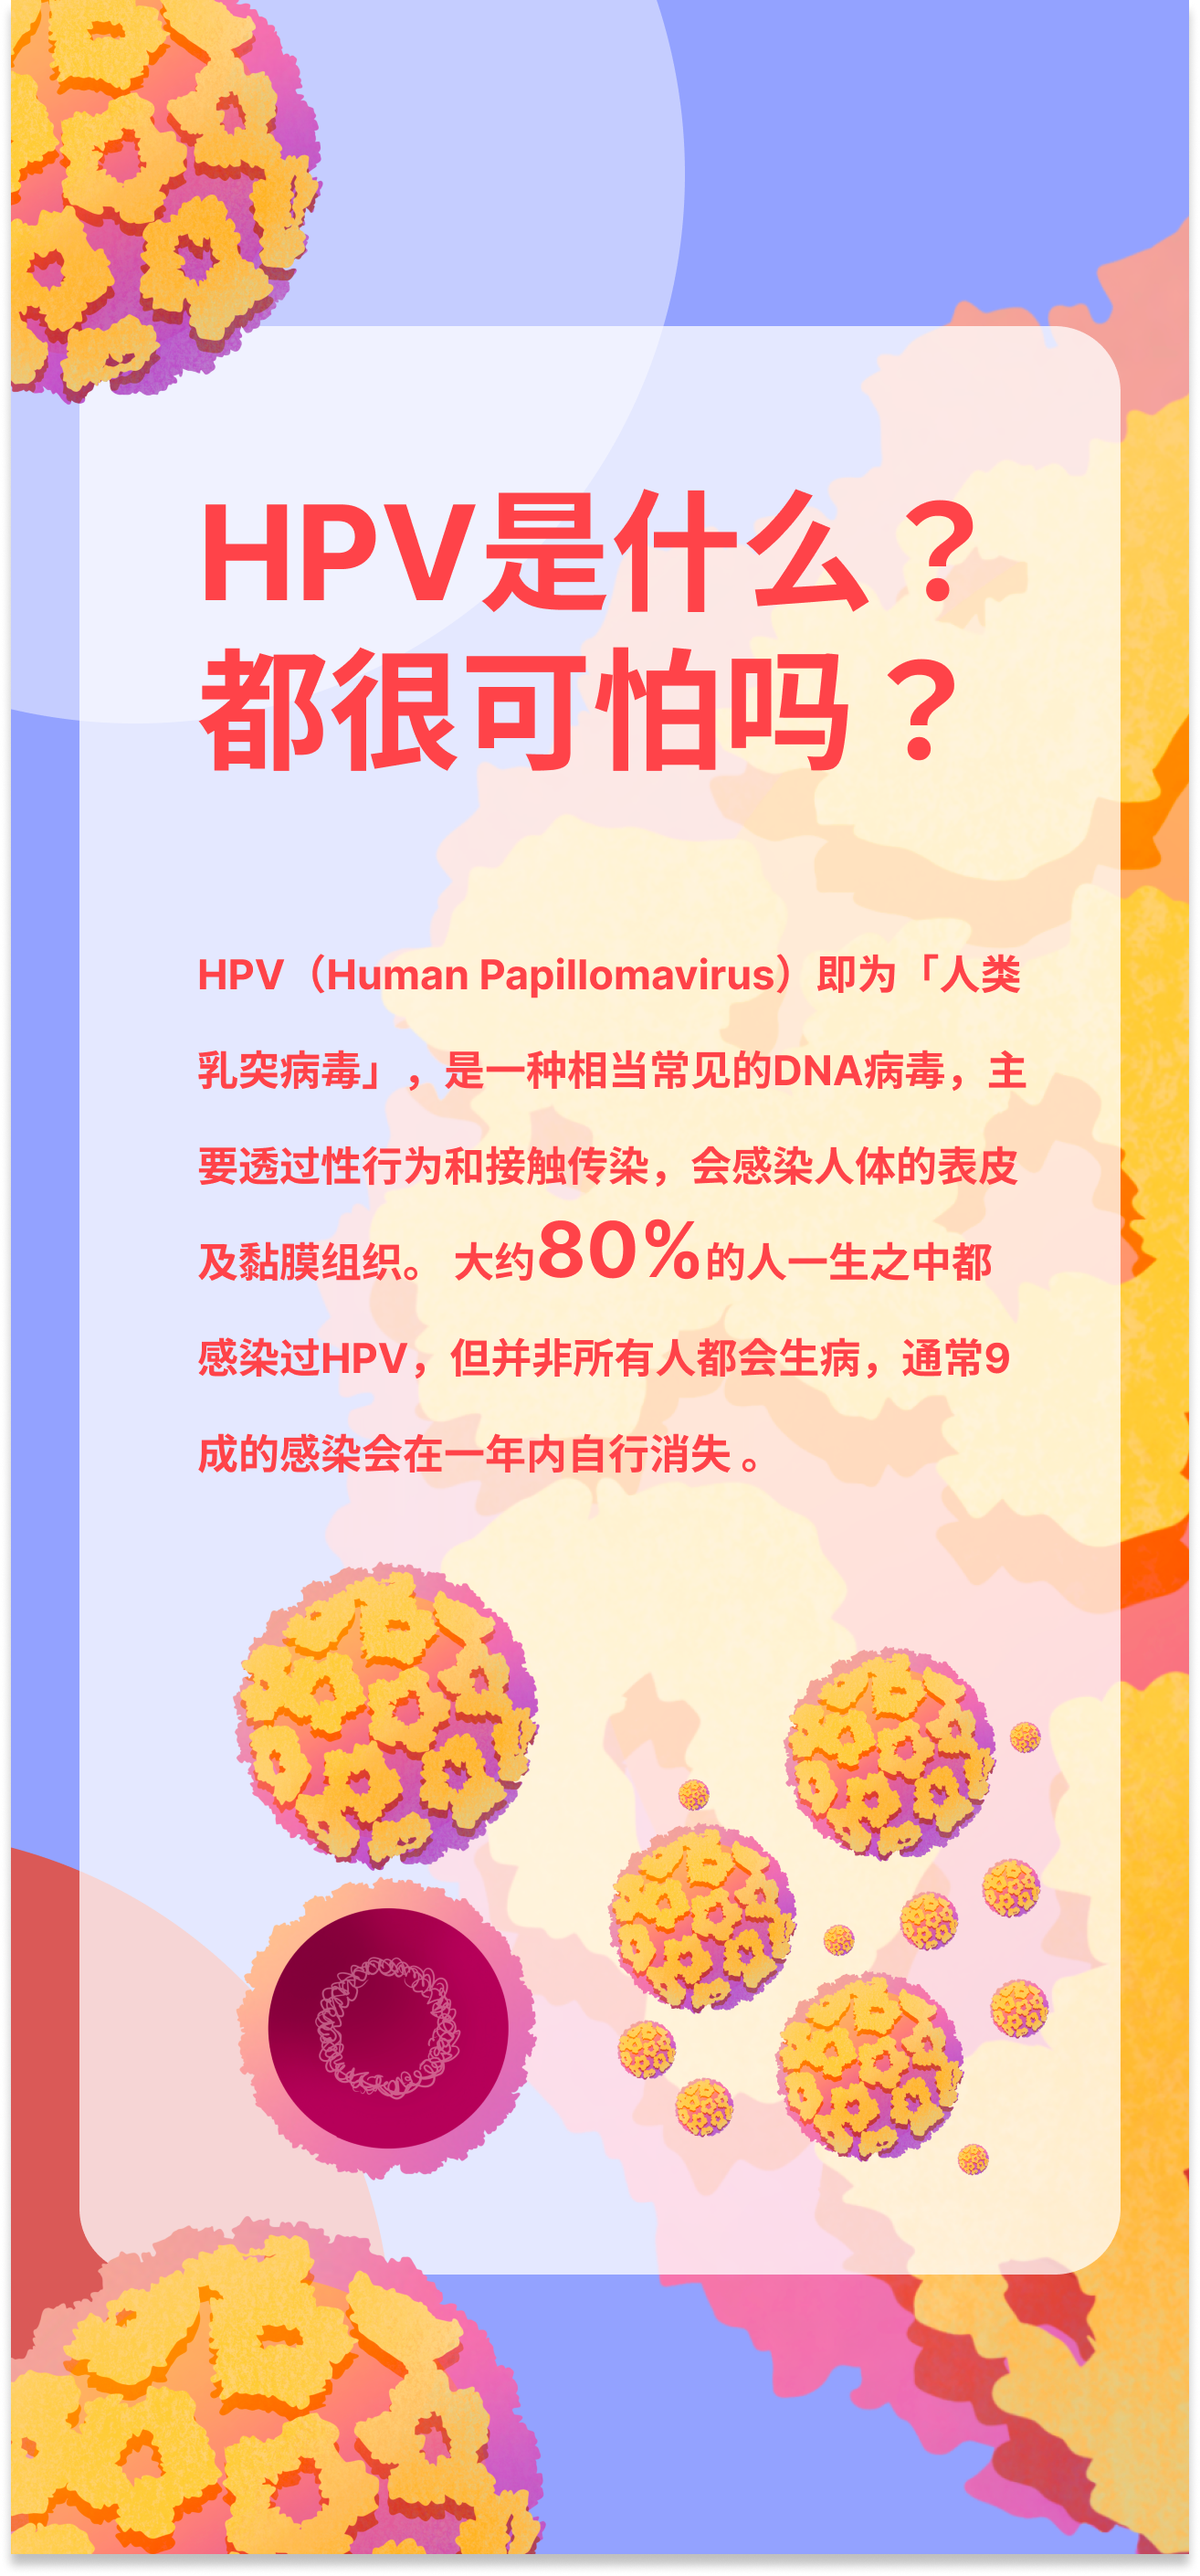 HPV是什么？
都很可怕吗？
HPV（Human Papillomavirus）即为「人类
乳突病毒」，是一种相当常见的DNA病毒，主
要透过性行为和接触传染，会感染人体的表皮
及黏膜组织。 大约80%的人一生之中都
感染过HPV，但并非所有人都会生病，通常9
成的感染会在一年内自行消失 。